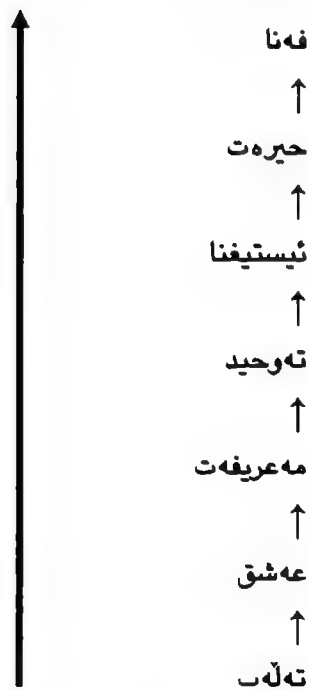 فەنا
↑
حیرەت
↑
ئیستیغنا
↑
تەوحید
↑
مەعریفەت
↑
عەشق
↑
تەڵەب